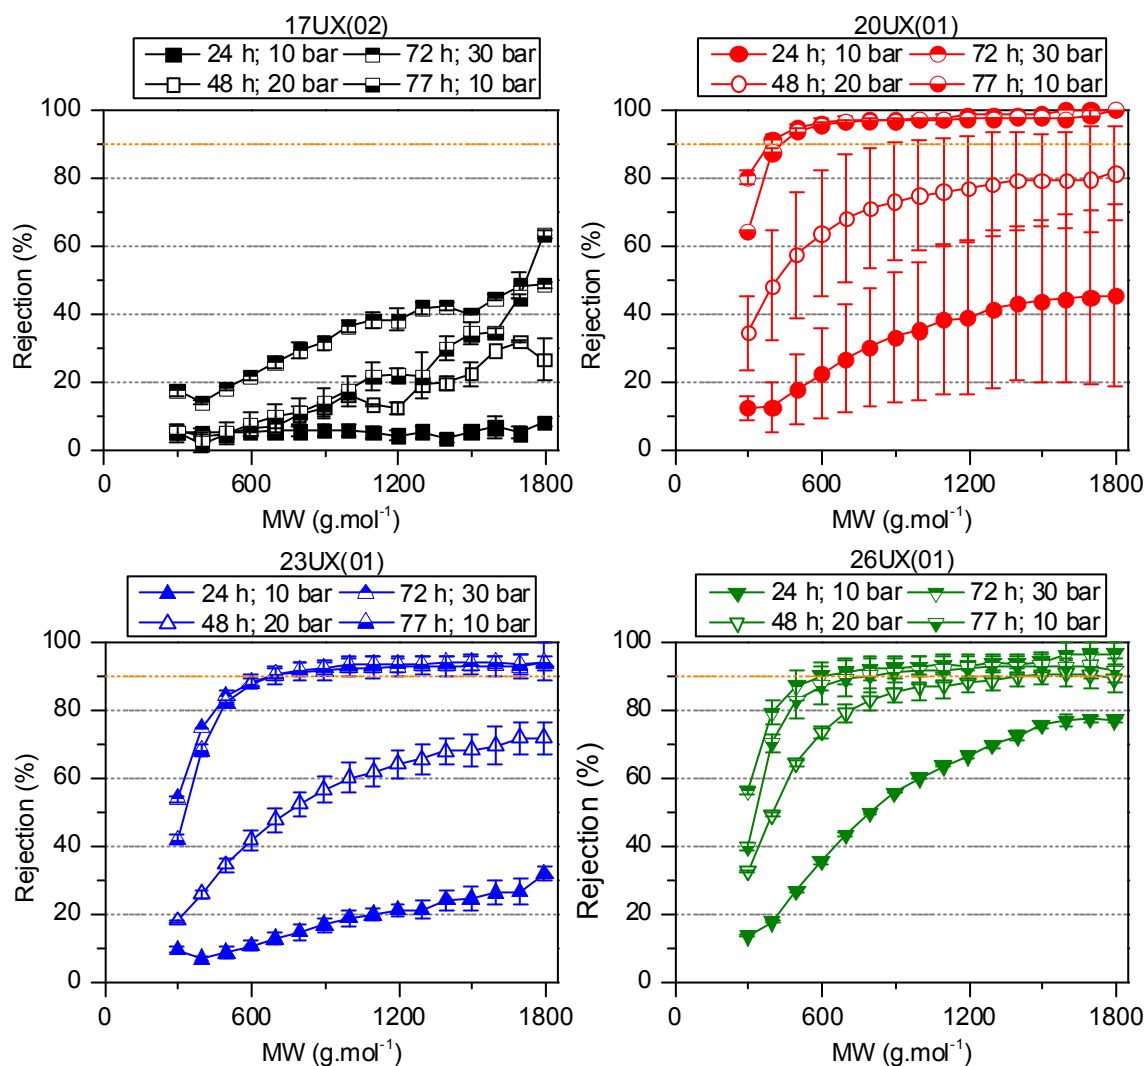 17UX(02)
24 h; 10 bar 72 h; 30 bar
48 h; 20 bar 77 h; 10 bar
100
80
60
40
20
0
Rejection (%)
0 600 1200 1800
MW (g.mol-1)
20UX(01)
24 h; 10 bar 72 h; 30 bar
48 h; 20 bar 77 h; 10 bar
100
80
60
40
20
0
Rejection (%)
0 600 1200 1800
MW (g.mol-1)
23UX(01)
24 h; 10 bar 72 h; 30 bar
48 h; 20 bar 77 h; 10 bar
100
80
60
40
20
0
Rejection (%)
0 600 1200 1800
MW (g.mol-1)
26UX(01)
24 h; 10 bar 72 h; 30 bar
48 h; 20 bar 77 h; 10 bar
100
80
60
40
20
0
Rejection (%)
0 600 1200 1800
MW (g.mol-1)